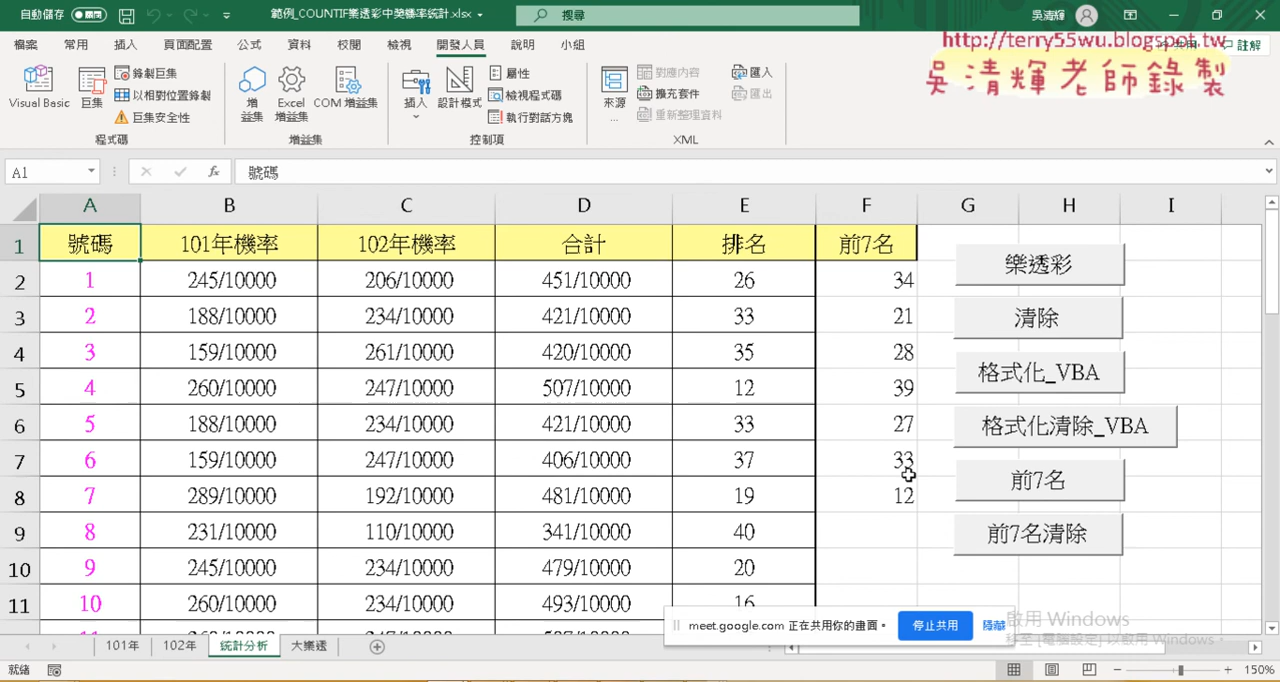 自動儲存
範例_COUNTIF樂透彩中獎機率統計.xlsx
搜尋
吳清輝
檔案 常用 插入 頁面配置 公式 資料 校閱 檢視 開發人員 說明 小組
共用 註解
http://terry55wu.blogspot.tw
吳清輝老師錄製
Visual Basic 巨集 錄製巨集 以相對位置錄製 巨集安全性
程式碼
增益集 Excel 增益集 COM 增益集
增益集
插入 設計模式 屬性 檢視程式碼 執行對話方塊
控制項
來源... 對應內容 擴充套件 重新整理資料 匯入 匯出
XML
A1 fx 號碼
A B C D E F G H I
1 號碼 101年機率 102年機率 合計 排名 前7名
2 1 245/10000 206/10000 451/10000 26 34
3 2 188/10000 234/10000 421/10000 33 21
4 3 159/10000 261/10000 420/10000 35 28
5 4 260/10000 247/10000 507/10000 12 39
6 5 188/10000 234/10000 421/10000 33 27
7 6 159/10000 247/10000 406/10000 37 33
8 7 289/10000 192/10000 481/10000 19 12
9 8 231/10000 110/10000 341/10000 40
10 9 245/10000 234/10000 479/10000 20
11 10 260/10000 234/10000 493/10000 16
樂透彩
清除
格式化_VBA
格式化清除_VBA
前7名
前7名清除
meet.google.com 正在共用你的畫面。 停止共用 隱藏
啟用 Windows
移至 [電腦設定] 以啟用 Windows。
101年 102年 統計分析 大樂透
就緒
150%